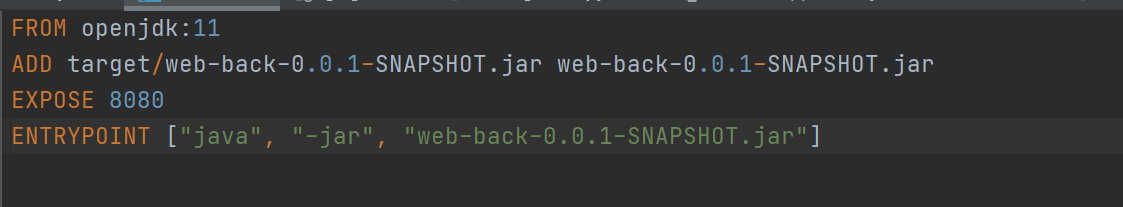 FROM openjdk:11
ADD target/web-back-0.0.1-SNAPSHOT.jar web-back-0.0.1-SNAPSHOT.jar
EXPOSE 8080
ENTRYPOINT ["java", "-jar", "web-back-0.0.1-SNAPSHOT.jar"]